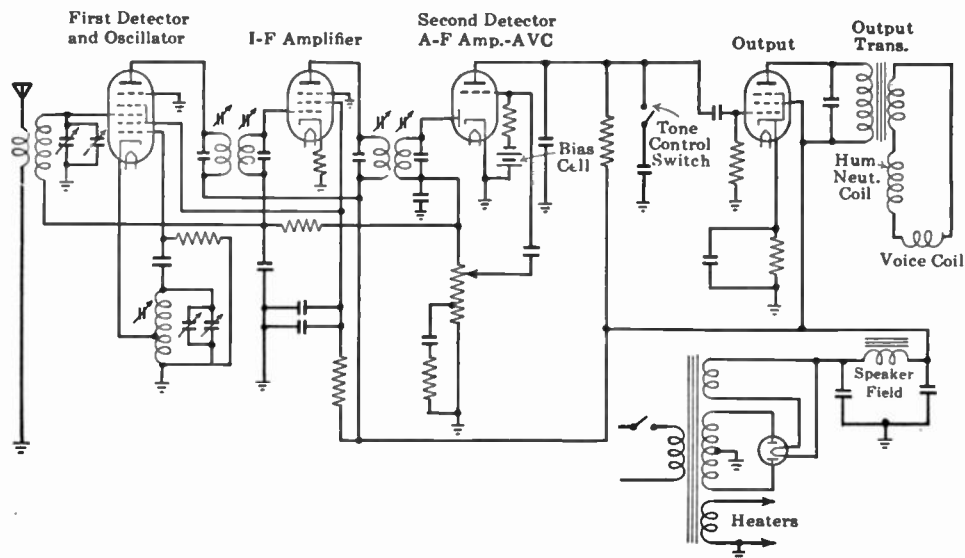 First Detector
and Oscillator
I-F Amplifier
Second Detector
A-F Amp.-AVC
Output
Output
Trans.
Bias
Cell
Tone
Control
Switch
Hum
Neut.
Coil
Voice Coil
Speaker
Field
Heaters